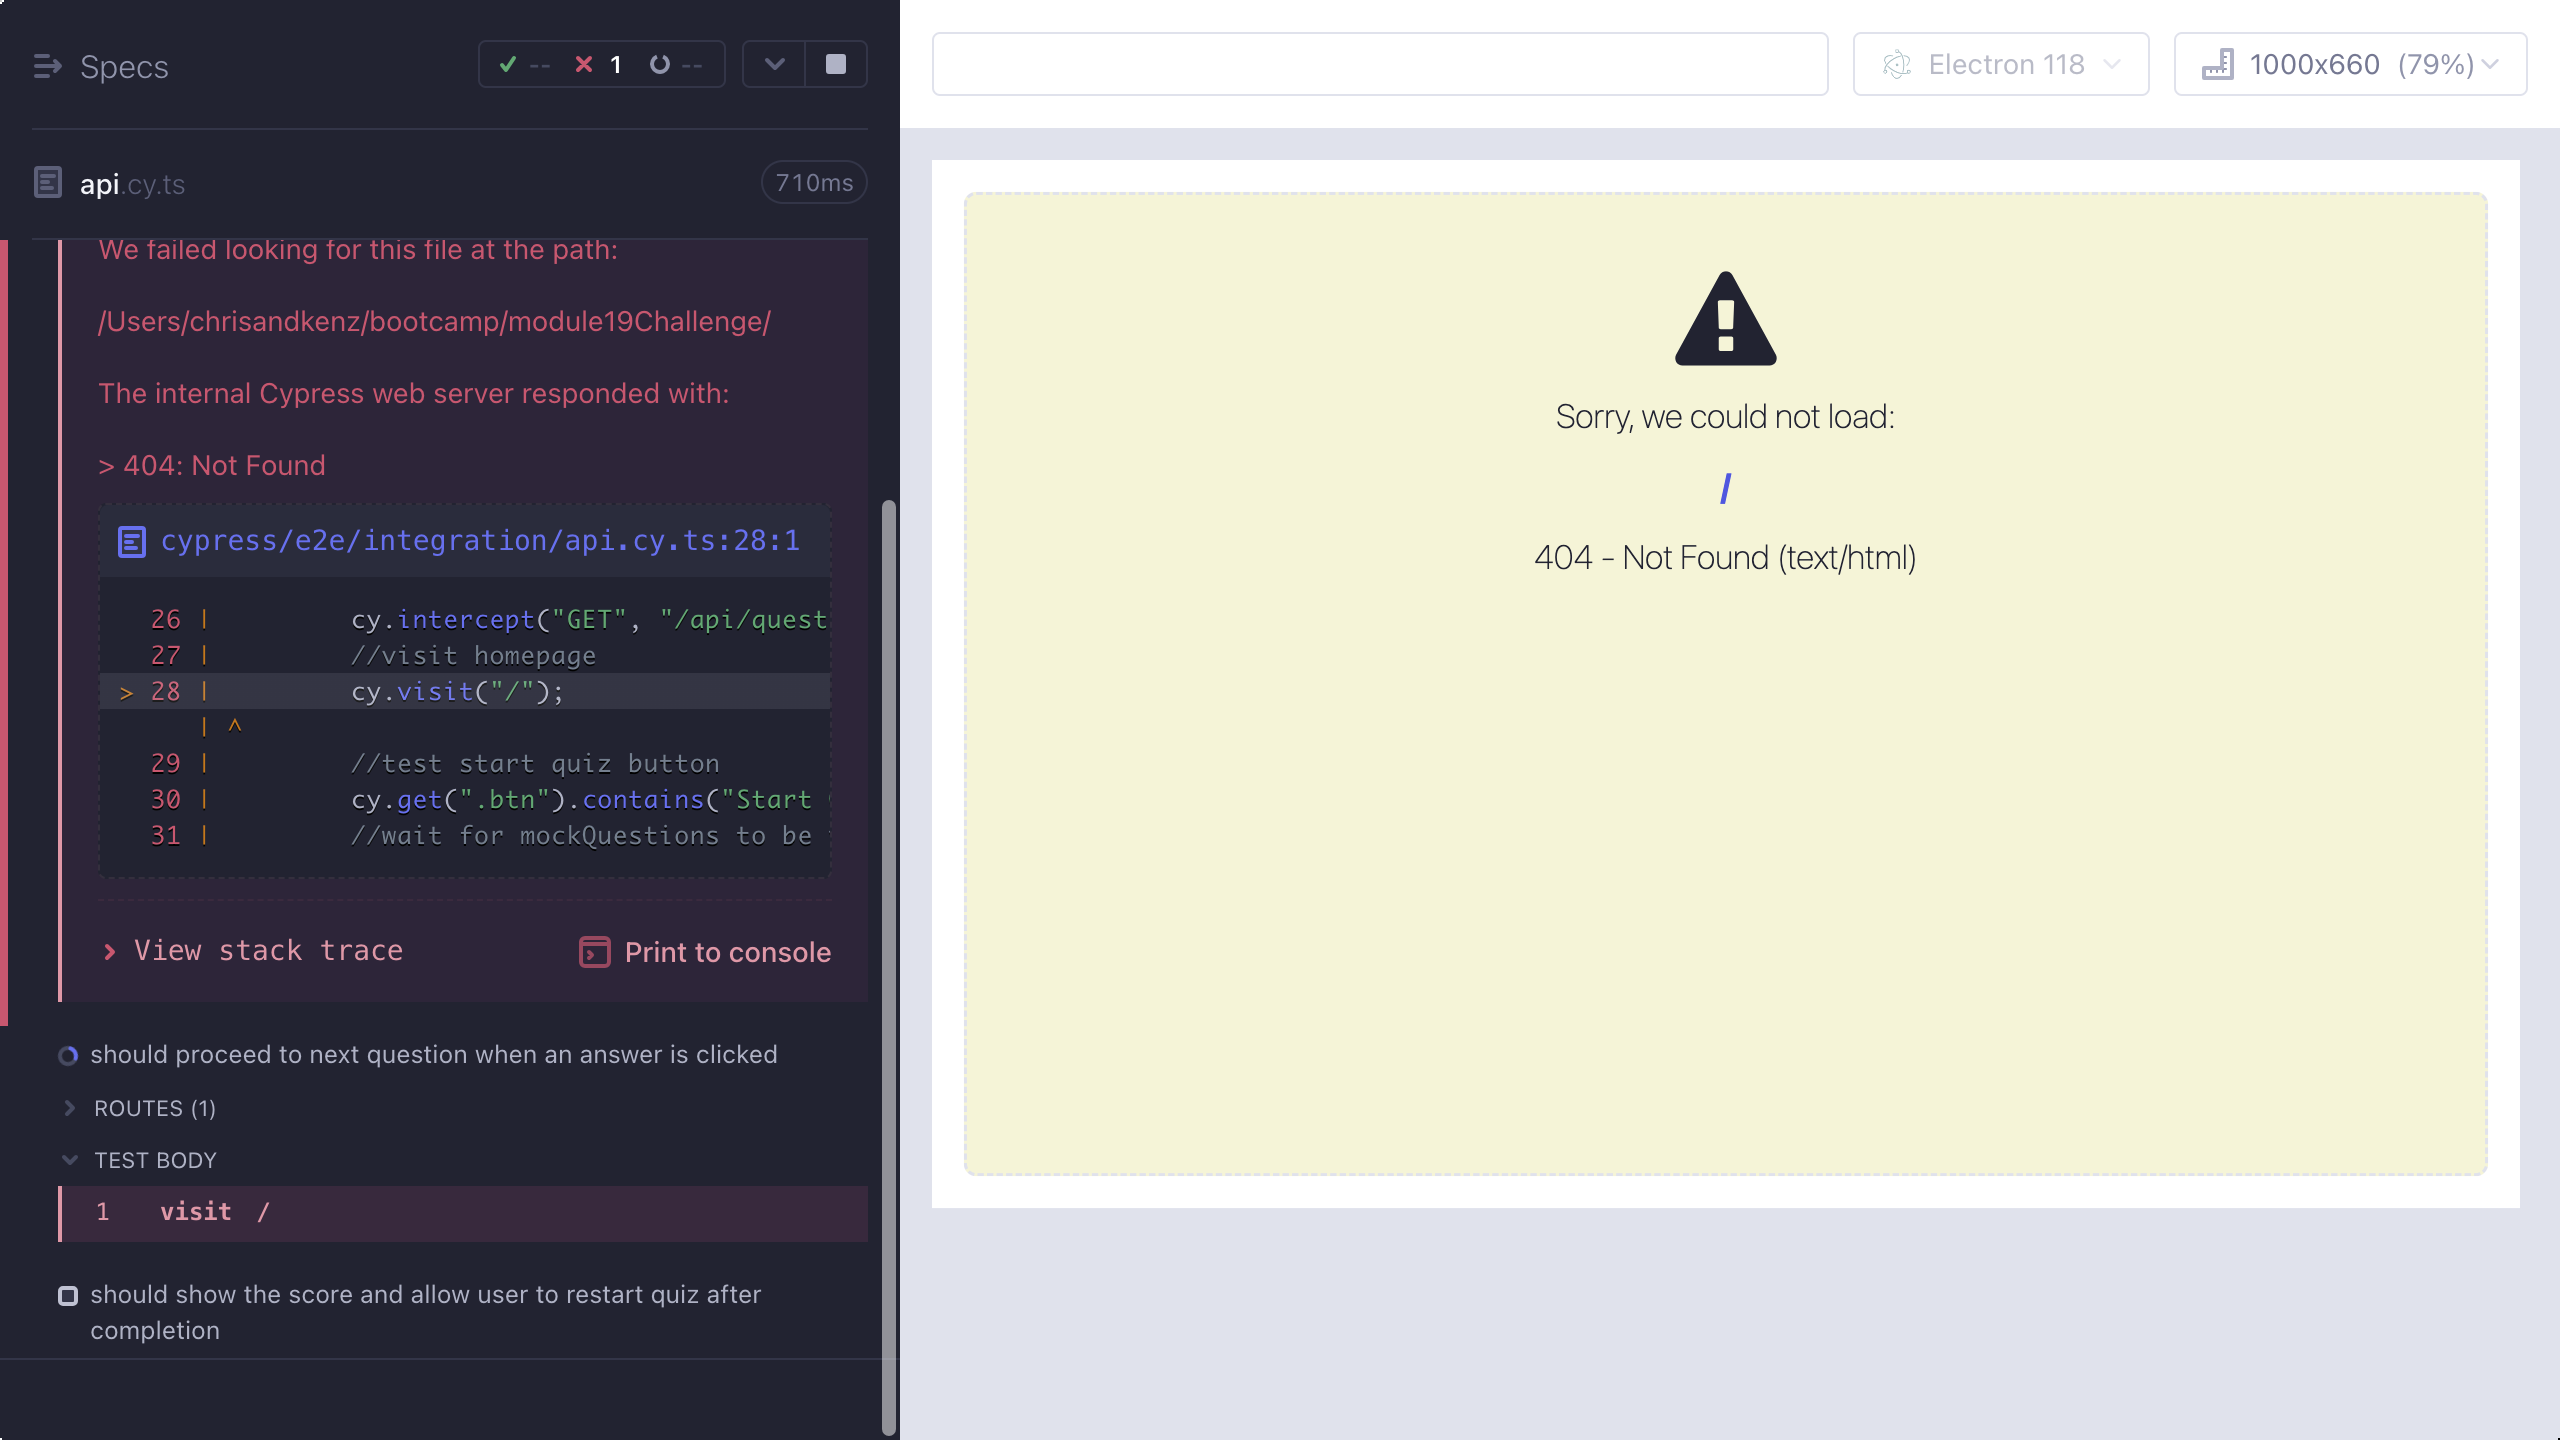 Specs
-- 1 --
api.cy.ts
710ms
We failed looking for this file at the path:
/Users/chrisandkenz/bootcamp/module19Challenge/
The internal Cypress web server responded with:
> 404: Not Found
cypress/e2e/integration/api.cy.ts:28:1
26 | cy.intercept("GET", "/api/quest
27 | //visit homepage
> 28 | cy.visit("/");
| ^
29 | //test start quiz button
30 | cy.get(".btn").contains("Start
31 | //wait for mockQuestions to be
View stack trace
Print to console
should proceed to next question when an answer is clicked
ROUTES (1)
TEST BODY
1 visit /
should show the score and allow user to restart quiz after
completion
Electron 118
1000x660 (79%)
Sorry, we could not load:
/
404 - Not Found (text/html)